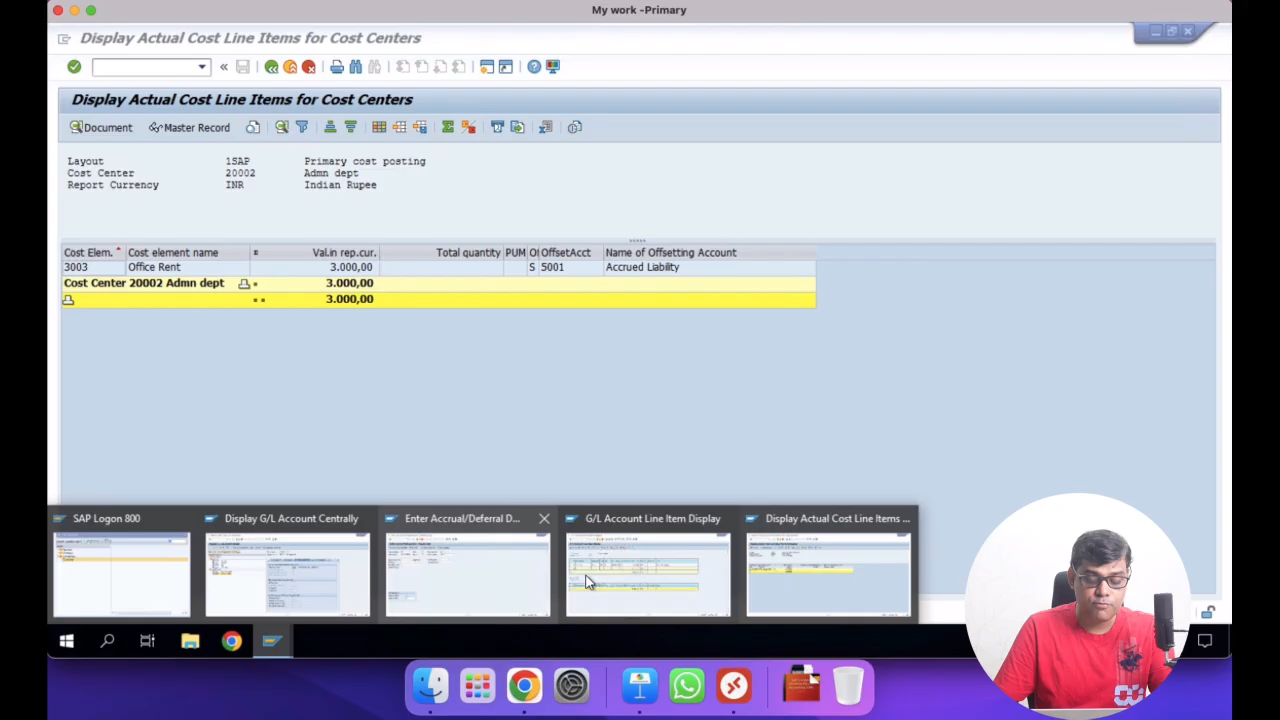 My work -Primary
Display Actual Cost Line Items for Cost Centers
Display Actual Cost Line Items for Cost Centers
Document Master Record
Layout 1SAP Primary cost posting
Cost Center 20002 Admn dept
Report Currency INR Indian Rupee
Cost Elem. Cost element name Val.in rep.cur. Total quantity PUM O OffsetAcct Name of Offsetting Account
3003 Office Rent 3.000,00 S 5001 Accrued Liability
Cost Center 20002 Admn dept 3.000,00
3.000,00
SAP Logon 800 Display G/L Account Centrally Enter Accrual/Deferral D... G/L Account Line Item Display Display Actual Cost Line Items ...